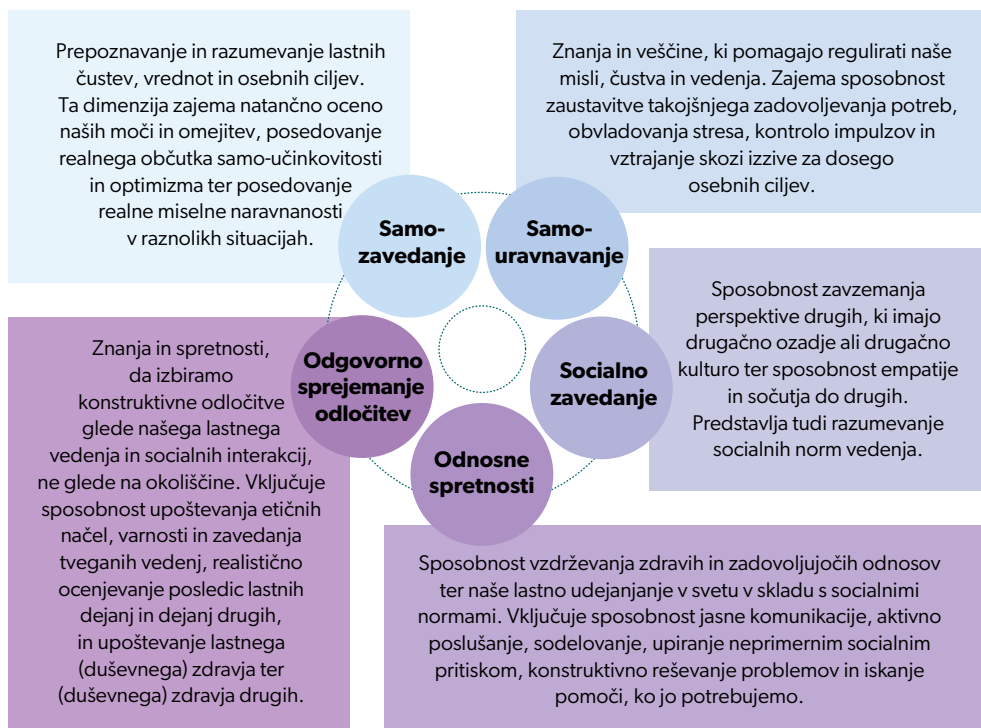 Prepoznavanje in razumevanje lastnih
čustev, vrednot in osebnih ciljev.
Ta dimenzija zajema natančno oceno
naših moči in omejitev, posedovanje
realnega občutka samo-učinkovitosti
in optimizma ter posedovanje
realne miselne naravnanosti
v raznolikih situacijah.
Znanja in veščine, ki pomagajo regulirati naše
misli, čustva in vedenja. Zajema sposobnost
zaustavitve takojšnjega zadovoljevanja potreb,
obvladovanja stresa, kontrolo impulzov in
vztrajanje skozi izzive za dosego
osebnih ciljev.
Samo-
zavedanje
Samo-
uravnavanje
Sposobnost zavzemanja
perspektive drugih, ki imajo
drugačno ozadje ali drugačno
kulturo ter sposobnost empatije
in sočutja do drugih.
Predstavlja tudi razumevanje
socialnih norm vedenja.
Socialno
zavedanje
Odgovorno
sprejemanje
odločitev
Znanja in spretnosti,
da izbiramo
konstruktivne odločitve
glede našega lastnega
vedenja in socialnih interakcij,
ne glede na okoliščine. Vključuje
sposobnost upoštevanja etičnih
načel, varnosti in zavedanja
tveganih vedenj, realistično
ocenjevanje posledic lastnih
dejanj in dejanj drugih,
in upoštevanje lastnega
(duševnega) zdravja ter
(duševnega) zdravja drugih.
Odnosne
spretnosti
Sposobnost vzdrževanja zdravih in zadovoljujočih odnosov
ter naše lastno udejanjanje v svetu v skladu s socialnimi
normami. Vključuje sposobnost jasne komunikacije, aktivno
poslušanje, sodelovanje, upiranje neprimernim socialnim
pritiskom, konstruktivno reševanje problemov in iskanje
pomoči, ko jo potrebujemo.